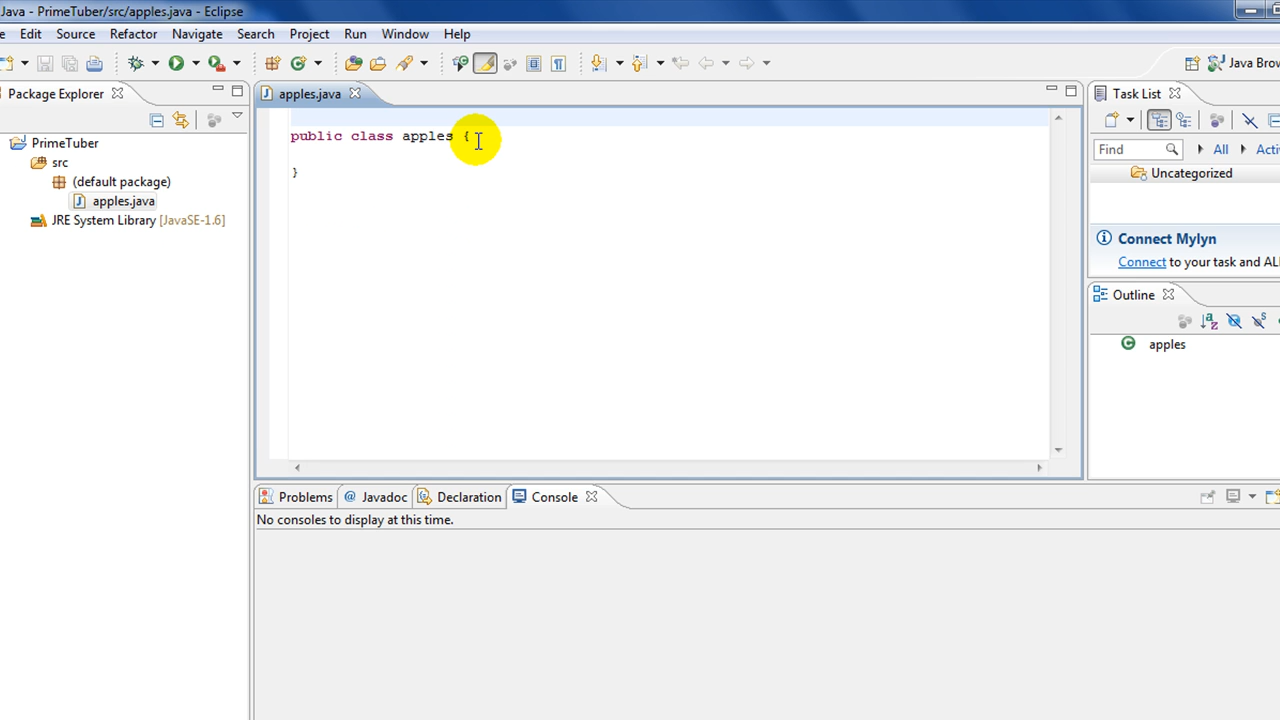 Java - PrimeTuber/src/apples.java - Eclipse
Edit Source Refactor Navigate Search Project Run Window Help
Java Brow
Package Explorer
apples.java
Task List
PrimeTuber
src
(default package)
apples.java
JRE System Library [JavaSE-1.6]
public class apples {
}
Find All Acti
Uncategorized
Connect Mylyn
Connect to your task and AL
Outline
apples
Problems @ Javadoc Declaration Console
No consoles to display at this time.